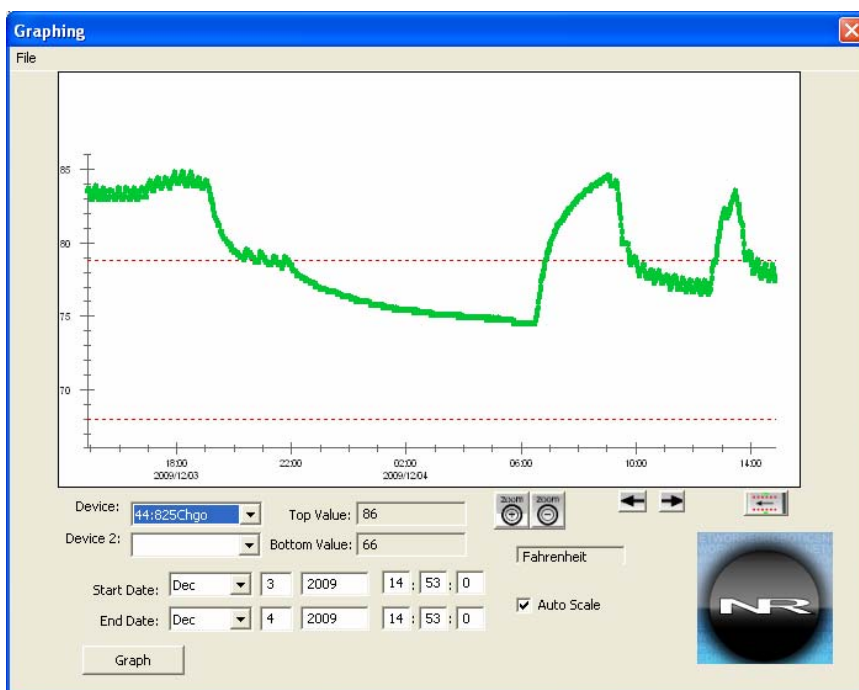 Graphing
File
85
80
75
70
18:00 22:00 02:00 06:00 10:00 14:00
2009/12/03 2009/12/04
Device: 44:825Chgo Top Value: 86
Device 2: Bottom Value: 66
zoom zoom
Fahrenheit
Start Date: Dec 3 2009 14 : 53 : 0
Auto Scale
End Date: Dec 4 2009 14 : 53 : 0
Graph
NR